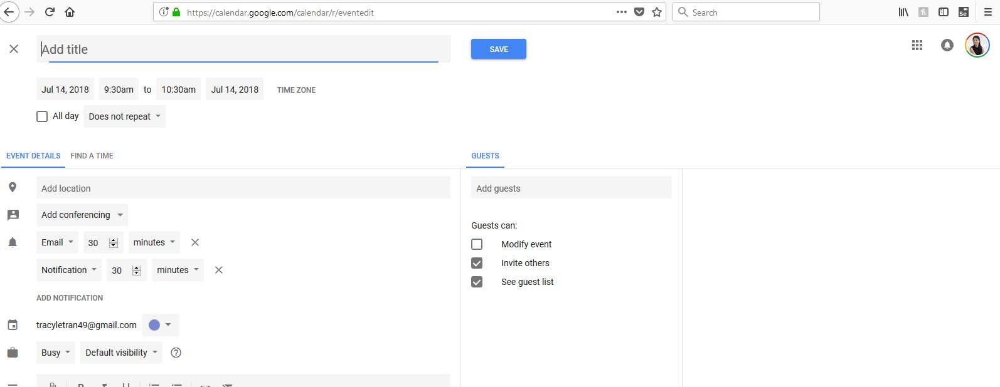 https://calendar.google.com/calendar/r/eventedit
Search
Se
Add title
SAVE
Jul 14, 2018 9:30am to 10:30am Jul 14, 2018 TIME ZONE
All day Does not repeat
EVENT DETAILS FIND A TIME GUESTS
Add location
Add guests
Add conferencing
Guests can:
Email 30 minutes
Modify event
Invite others
Notification 30 minutes
See guest list
ADD NOTIFICATION
tracyletran49@gmail.com
Busy Default visibility ?